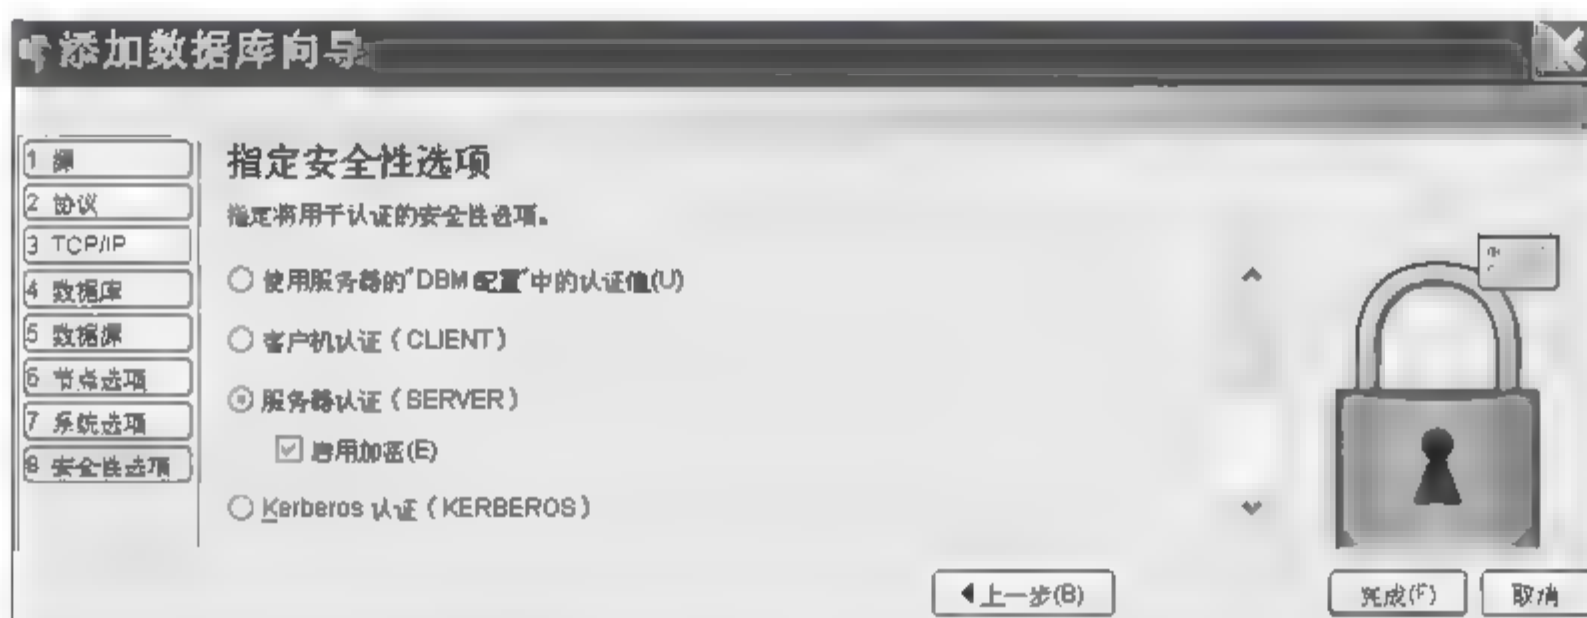 添加数据库向导
1 源
2 协议
3 TCP/IP
4 数据库
5 数据源
6 节点选项
7 系统选项
8 安全性选项
指定安全性选项
指定将用于认证的安全性选项。
使用服务器的"DBM 配置"中的认证值(U)
客户机认证（CLIENT）
服务器认证（SERVER）
启用加密(E)
Kerberos 认证（KERBEROS）
上一步(B)
完成(F)
取消